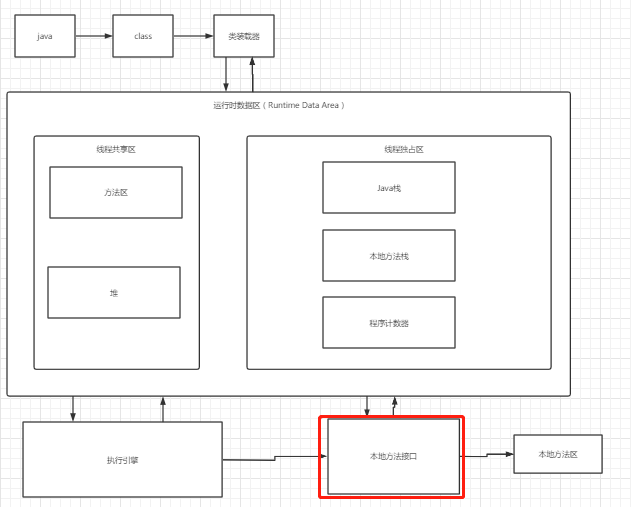 java
class
类装载器
运行时数据区（Runtime Data Area）
线程共享区
线程独占区
方法区
Java栈
本地方法栈
堆
程序计数器
执行引擎
本地方法接口
本地方法区